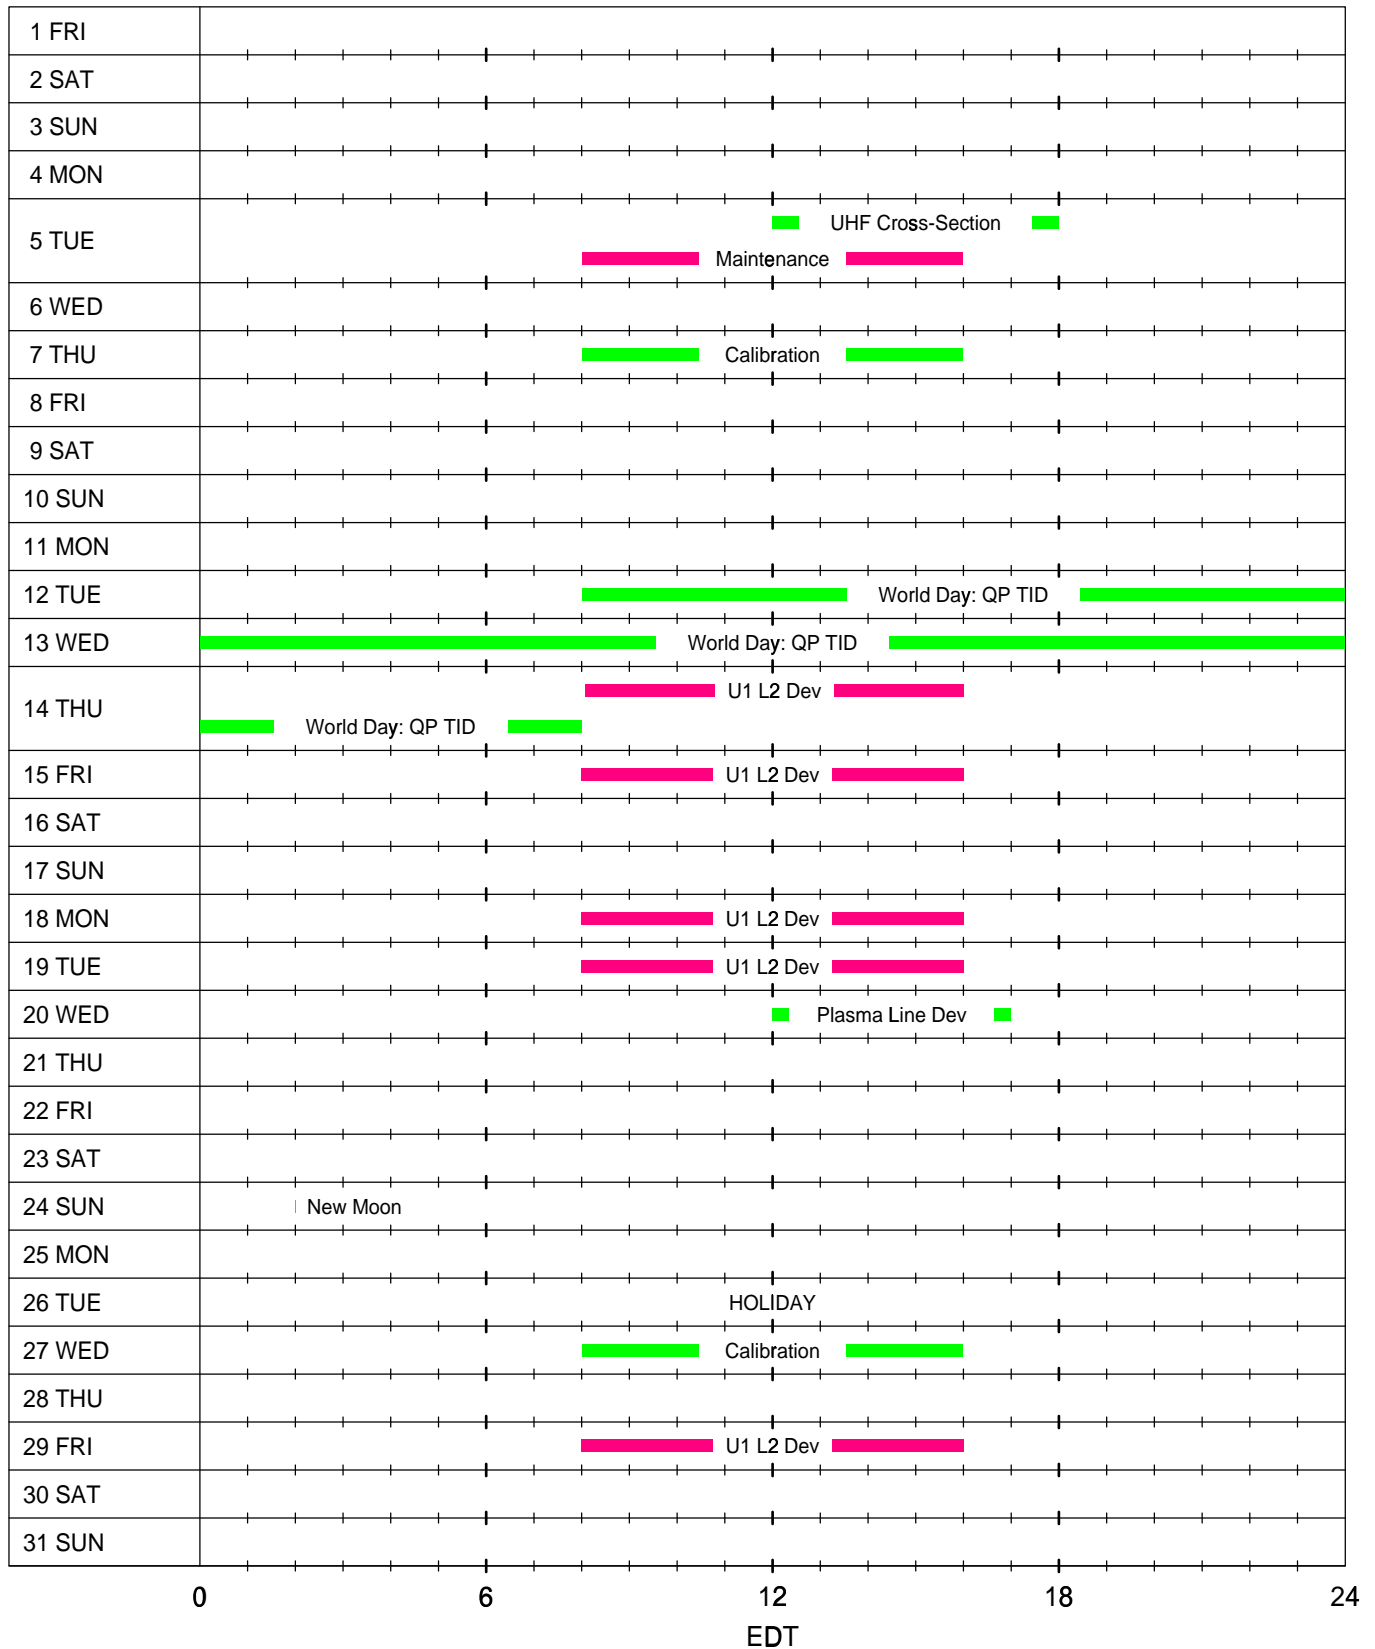 1 FRI
2 SAT
3 SUN
4 MON
UHF Cross-Section
5 TUE
Maintenance
6 WED
7 THU Calibration
8 FRI
9 SAT
10 SUN
11 MON
12 TUE World Day: QP TID
13 WED World Day: QP TID
U1 L2 Dev
14 THU
World Day: QP TID
15 FRI U1 L2 Dev
16 SAT
17 SUN
18 MON U1 L2 Dev
19 TUE U1 L2 Dev
20 WED Plasma Line Dev
21 THU
22 FRI
23 SAT
24 SUN New Moon
25 MON
26 TUE HOLIDAY
27 WED Calibration
28 THU
29 FRI U1 L2 Dev
30 SAT
31 SUN
0 6 12 18 24
EDT